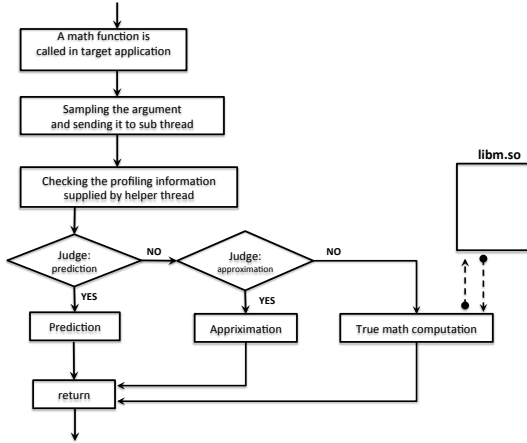 A math function is
called in target application
Sampling the argument
and sending it to sub thread
Checking the profiling information
supplied by helper thread
libm.so
Judge:
prediction
NO
Judge:
approximation
NO
YES
YES
Prediction
Appriximation
True math computation
return